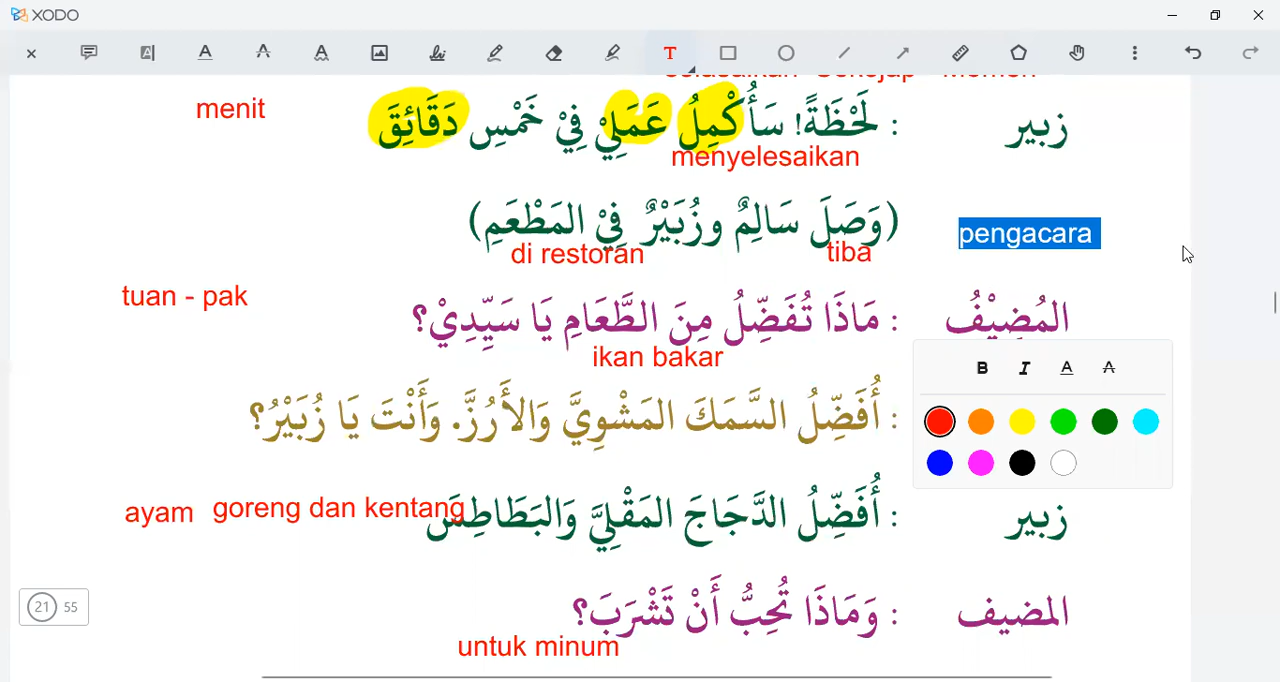 XODO
menit
زبير : لَحْظَةً! سَأُكْمِلُ عَمَلِيْ فِيْ خَمْسِ دَقَائِقَ
menyelesaikan
(وَصَلَ سَالِمٌ وزُبَيْرٌ فِيْ المَطْعَمِ)
pengacara
di restoran tiba
tuan - pak
المُضِيْفُ : مَاذَا تُفَضِّلُ مِنَ الطَّعَامِ يَا سَيِّدِيْ؟
ikan bakar
B I A A
: أُفَضِّلُ السَّمَكَ المَشْوِيَّ وَالأَرُزَّ. وَأَنْتَ يَا زُبَيْرُ؟
ayam goreng dan kentang
زبير : أُفَضِّلُ الدَّجَاجَ المَقْلِيَّ وَالبَطَاطِسَ
21 55
المضيف : وَمَاذَا تُحِبُّ أَنْ تَشْرَبَ؟
untuk minum